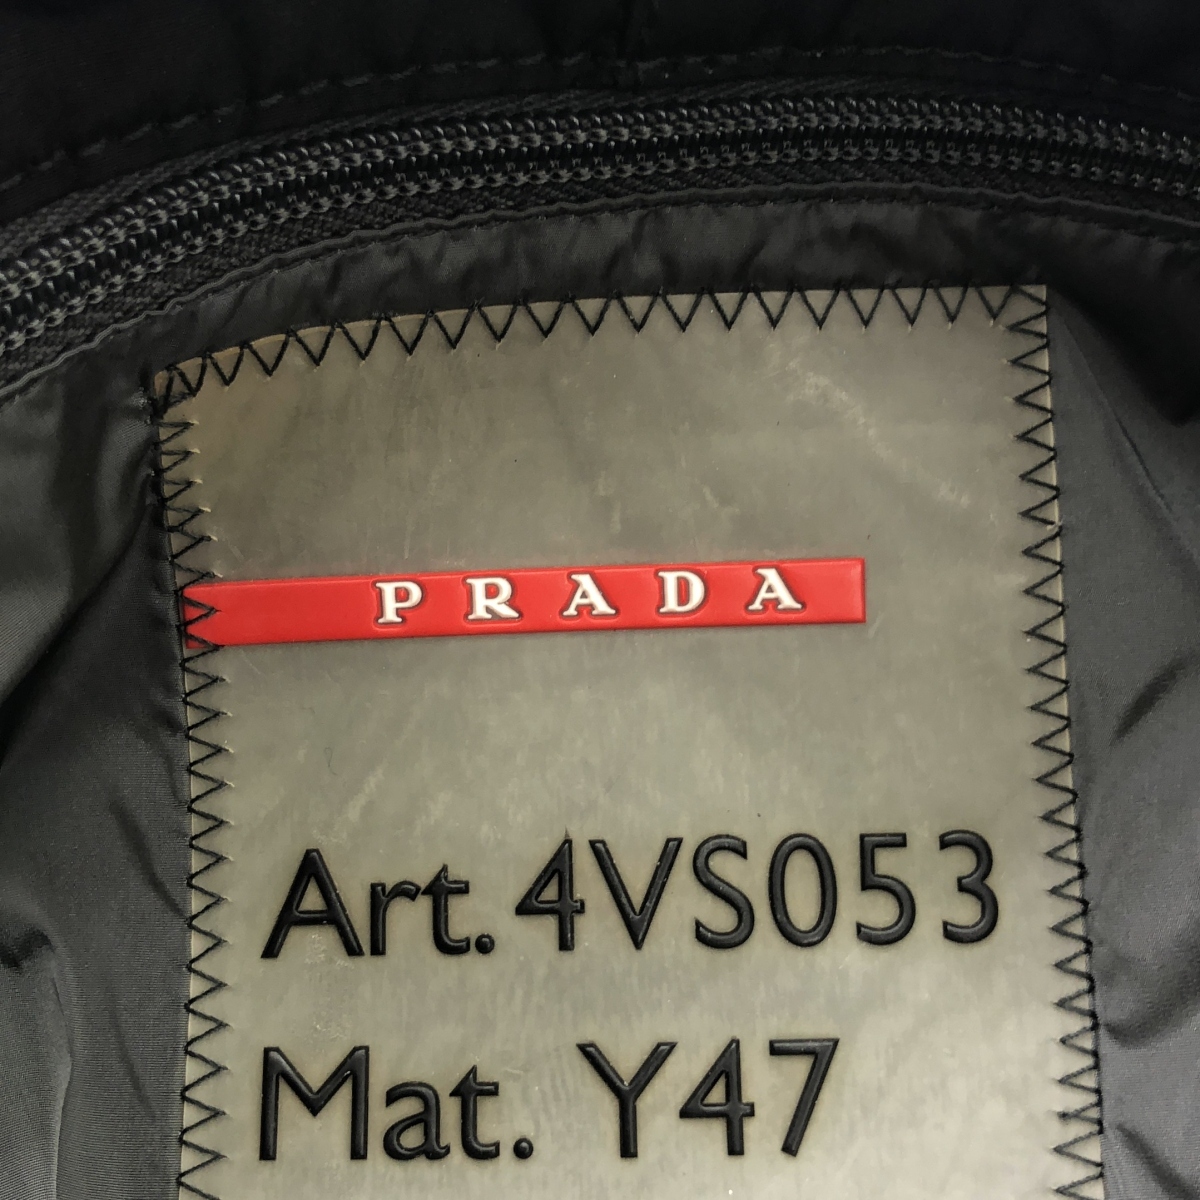 PRADA
Art. 4VS053
Mat. Y47